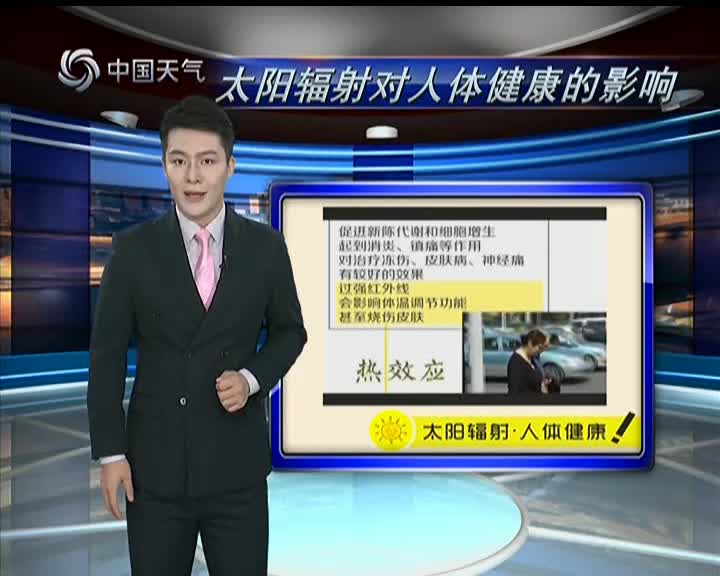 中国天气
太阳辐射对人体健康的影响
促进新陈代谢和细胞增生
起到消炎、镇痛等作用
对治疗冻伤、皮肤病、神经痛
有较好的效果
过强红外线
会影响体温调节功能
甚至烧伤皮肤
热效应
太阳辐射·人体健康！